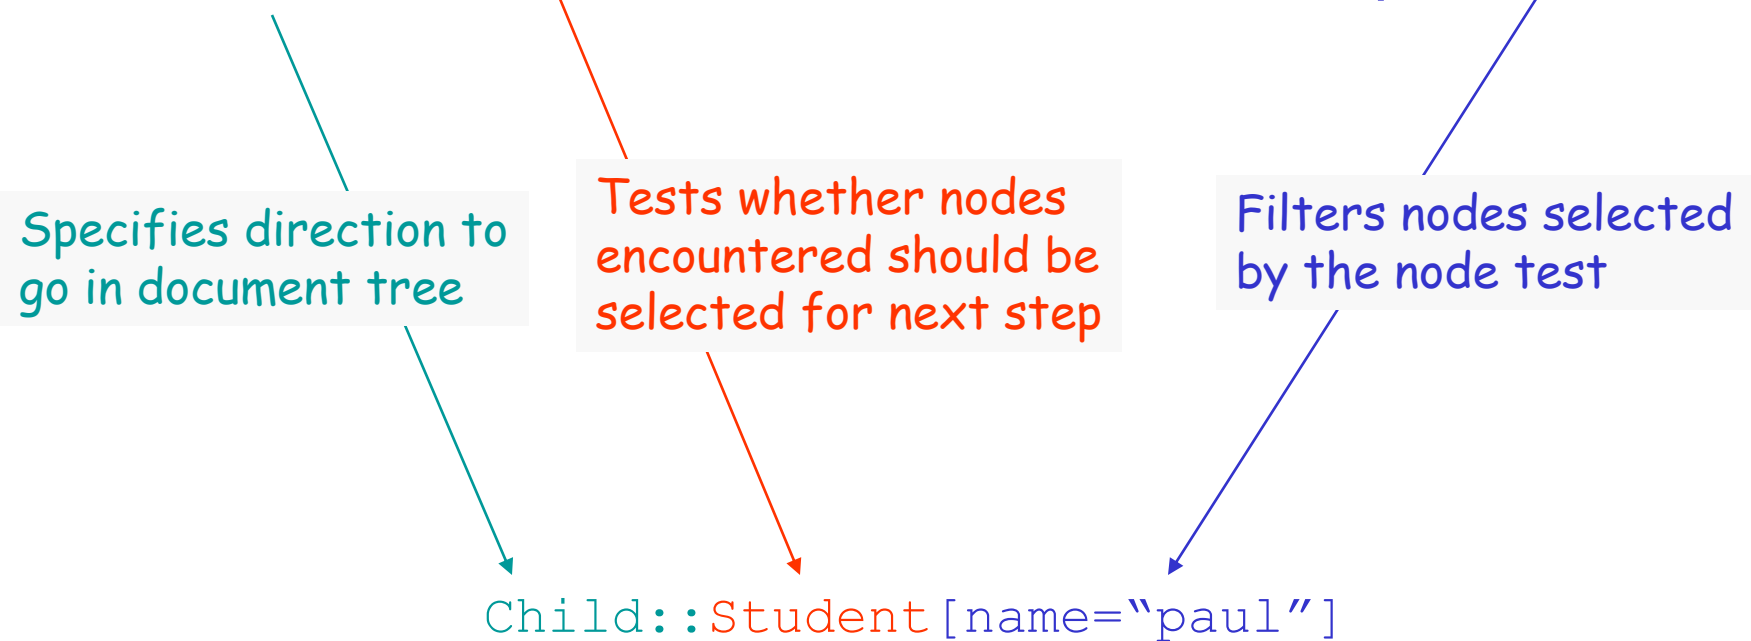 Specifies direction to
go in document tree
Tests whether nodes
encountered should be
selected for next step
Filters nodes selected
by the node test
Child::Student[name=“paul”]